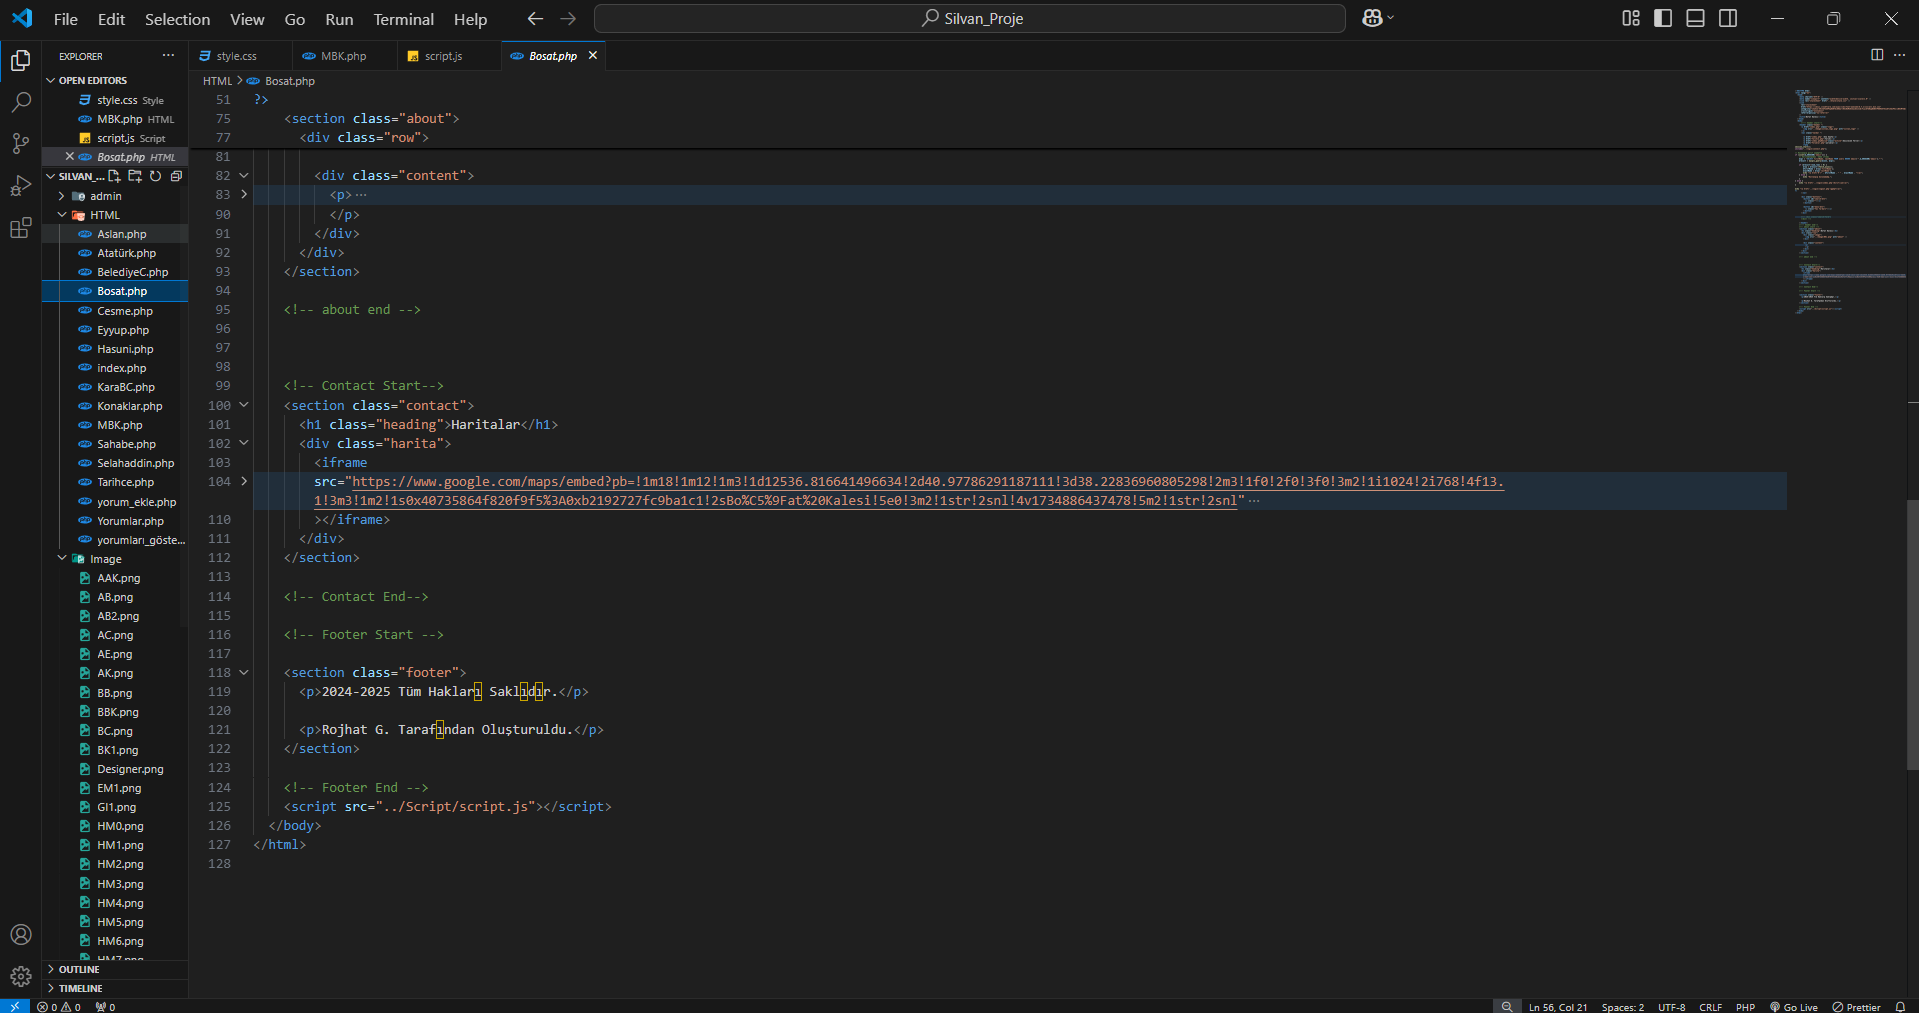 File Edit Selection View Go Run Terminal Help
Silvan_Proje
EXPLORER
style.css
MBK.php
script.js
Bosat.php
HTML > Bosat.php
OPEN EDITORS
style.css Style
MBK.php HTML
script.js Script
Bosat.php HTML
SILVAN_...
admin
HTML
Aslan.php
Atatürk.php
BelediyeC.php
Bosat.php
Cesme.php
Eyyup.php
Hasuni.php
index.php
KaraBC.php
Konaklar.php
MBK.php
Sahabe.php
Selahaddin.php
Tarihce.php
yorum_ekle.php
Yorumlar.php
yorumları_göste...
Image
AAK.png
AB.png
AB2.png
AC.png
AE.png
AK.png
BB.png
BBK.png
BC.png
BK1.png
Designer.png
EM1.png
GI1.png
HM0.png
HM1.png
HM2.png
HM3.png
HM4.png
HM5.png
HM6.png
HM7.png
OUTLINE
TIMELINE
51 ?>
75 <section class="about">
77 <div class="row">
81
82 <div class="content">
83 <p> ...
90 </p>
91 </div>
92 </div>
93 </section>
94
95 <!-- about end -->
96
97
98
99 <!-- Contact Start-->
100 <section class="contact">
101 <h1 class="heading">Haritalar</h1>
102 <div class="harita">
103 <iframe
104 src="https://www.google.com/maps/embed?pb=!1m18!1m12!1m3!1d12536.816641496634!2d40.97786291187111!3d38.22836960805298!2m3!1f0!2f0!3f0!3m2!1i1024!2i768!4f13.
1!3m3!1m2!1s0x40735864f820f9f5%3A0xb2192727fc9ba1c1!2sBo%C5%9Fat%20Kalesi!5e0!3m2!1str!2snl!4v1734886437478!5m2!1str!2snl" ...
110 ></iframe>
111 </div>
112 </section>
113
114 <!-- Contact End-->
115
116 <!-- Footer Start -->
117
118 <section class="footer">
119 <p>2024-2025 Tüm Hakları Saklıdır.</p>
120
121 <p>Rojhat G. Tarafından Oluşturuldu.</p>
122 </section>
123
124 <!-- Footer End -->
125 <script src="../Script/script.js"></script>
126 </body>
127 </html>
128
0 0 0
Ln 56, Col 21 Spaces: 2 UTF-8 CRLF PHP Go Live Prettier